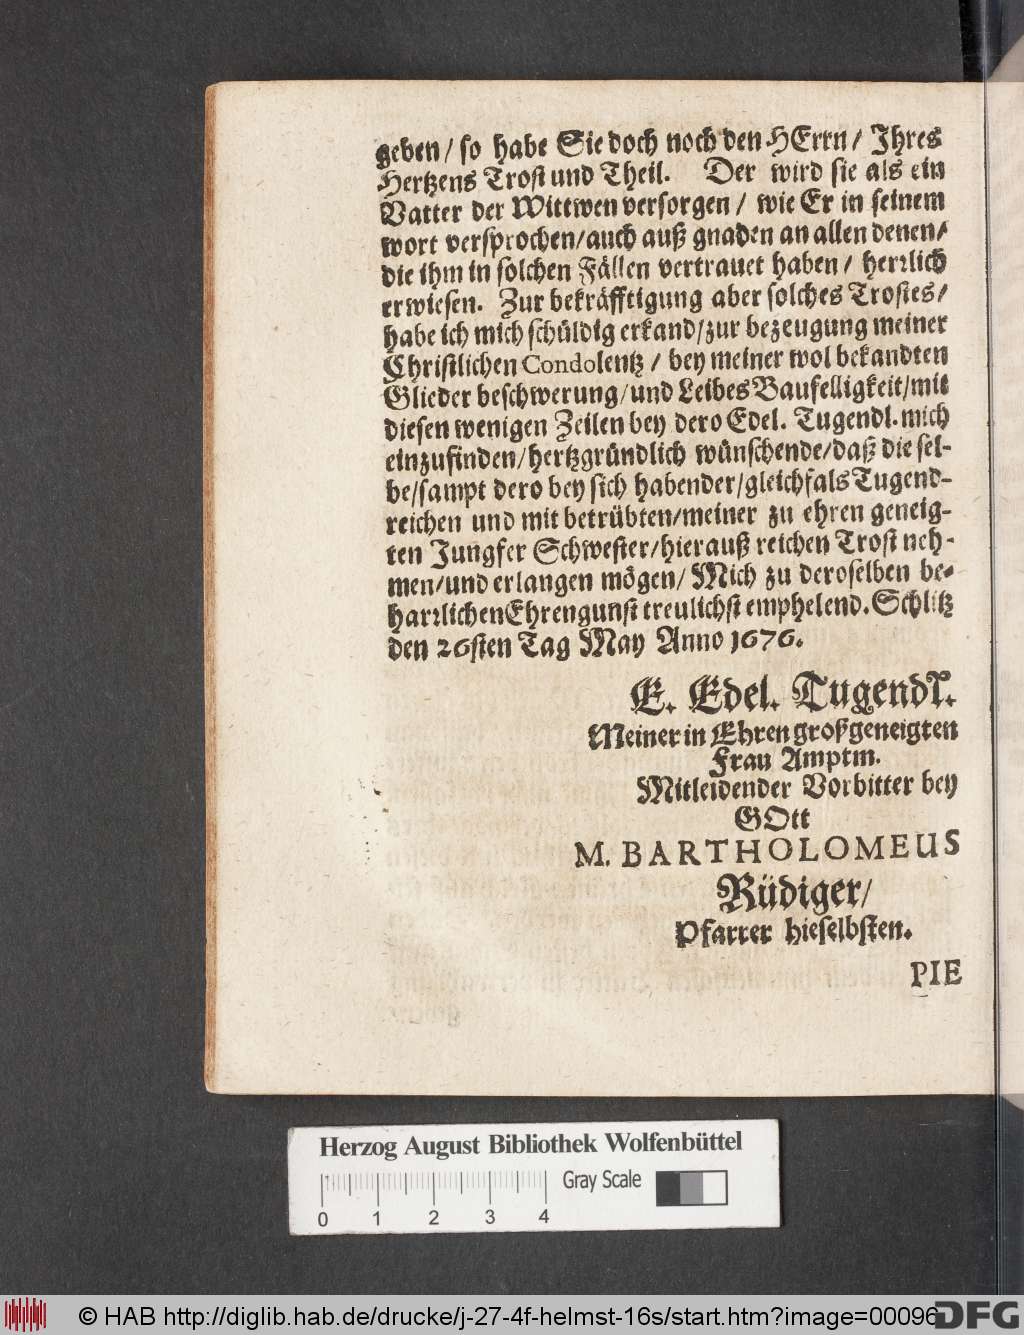 geben/ so habe Sie doch noch den HErrn/ Ihres
Hertzens Trost und Theil. Der wird sie als ein
Vatter der Wittwen versorgen/ wie Er in seinem
wort versprochen/ auch auß gnaden an allen denen/
die ihm in solchen Fällen vertrauet haben/ herrlich
erwiesen. Zur bekräfftigung aber solches Trostes/
habe ich mich schüldig erkand/ zur bezeugung meiner
Christlichen Condolentz/ bey meiner wol bekandten
Glieder beschwerung/ und Leibes Baufelligkeit/ mit
diesen wenigen Zeilen bey dero Edel. Tugendl. mich
einzufinden/ hertzgründlich wünschende/ daß die sel-
be/ sampt dero bey sich habender/ gleichfals Tugend-
reichen und mit betrübten/ meiner zu ehren geneig-
ten Jungfer Schwester/ hierauß reichen Trost neh-
men/ und erlangen mögen/ Mich zu deroselben be-
harrlichen Ehrengunst treulichst emphelend. Schlitz
den 26sten Tag May Anno 1676.
E. Edel. Tugendl.
Meiner in Ehren großgeneigten
Frau Amptm.
Mitleidender Vorbitter bey
GOtt
M. BARTHOLOMEUS
Rüdiger/
Pfarrer hieselbsten.
PIE
Herzog August Bibliothek Wolfenbüttel
Gray Scale
0 1 2 3 4
© HAB http://diglib.hab.de/drucke/j-27-4f-helmst-16s/start.htm?image=00096
DFG